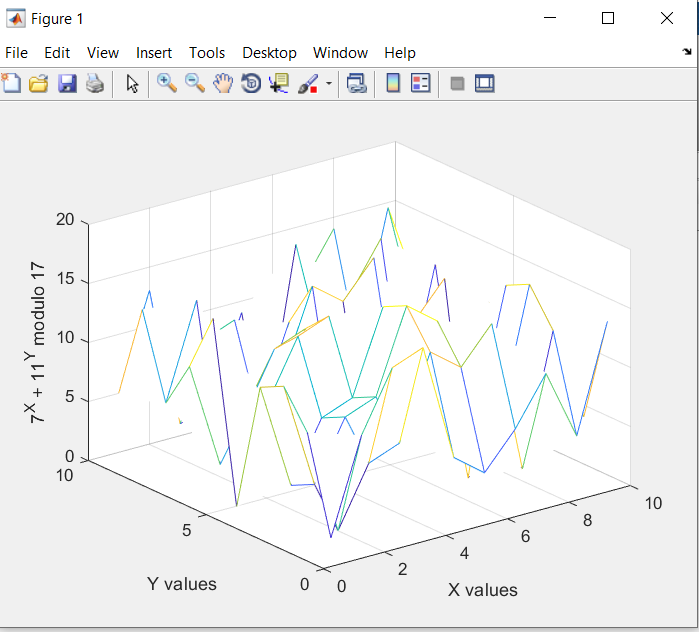 Figure 1
File Edit View Insert Tools Desktop Window Help
20
15
10
5
0
7^X + 11^Y modulo 17
10
5
0
Y values
0
2
4
6
8
10
X values